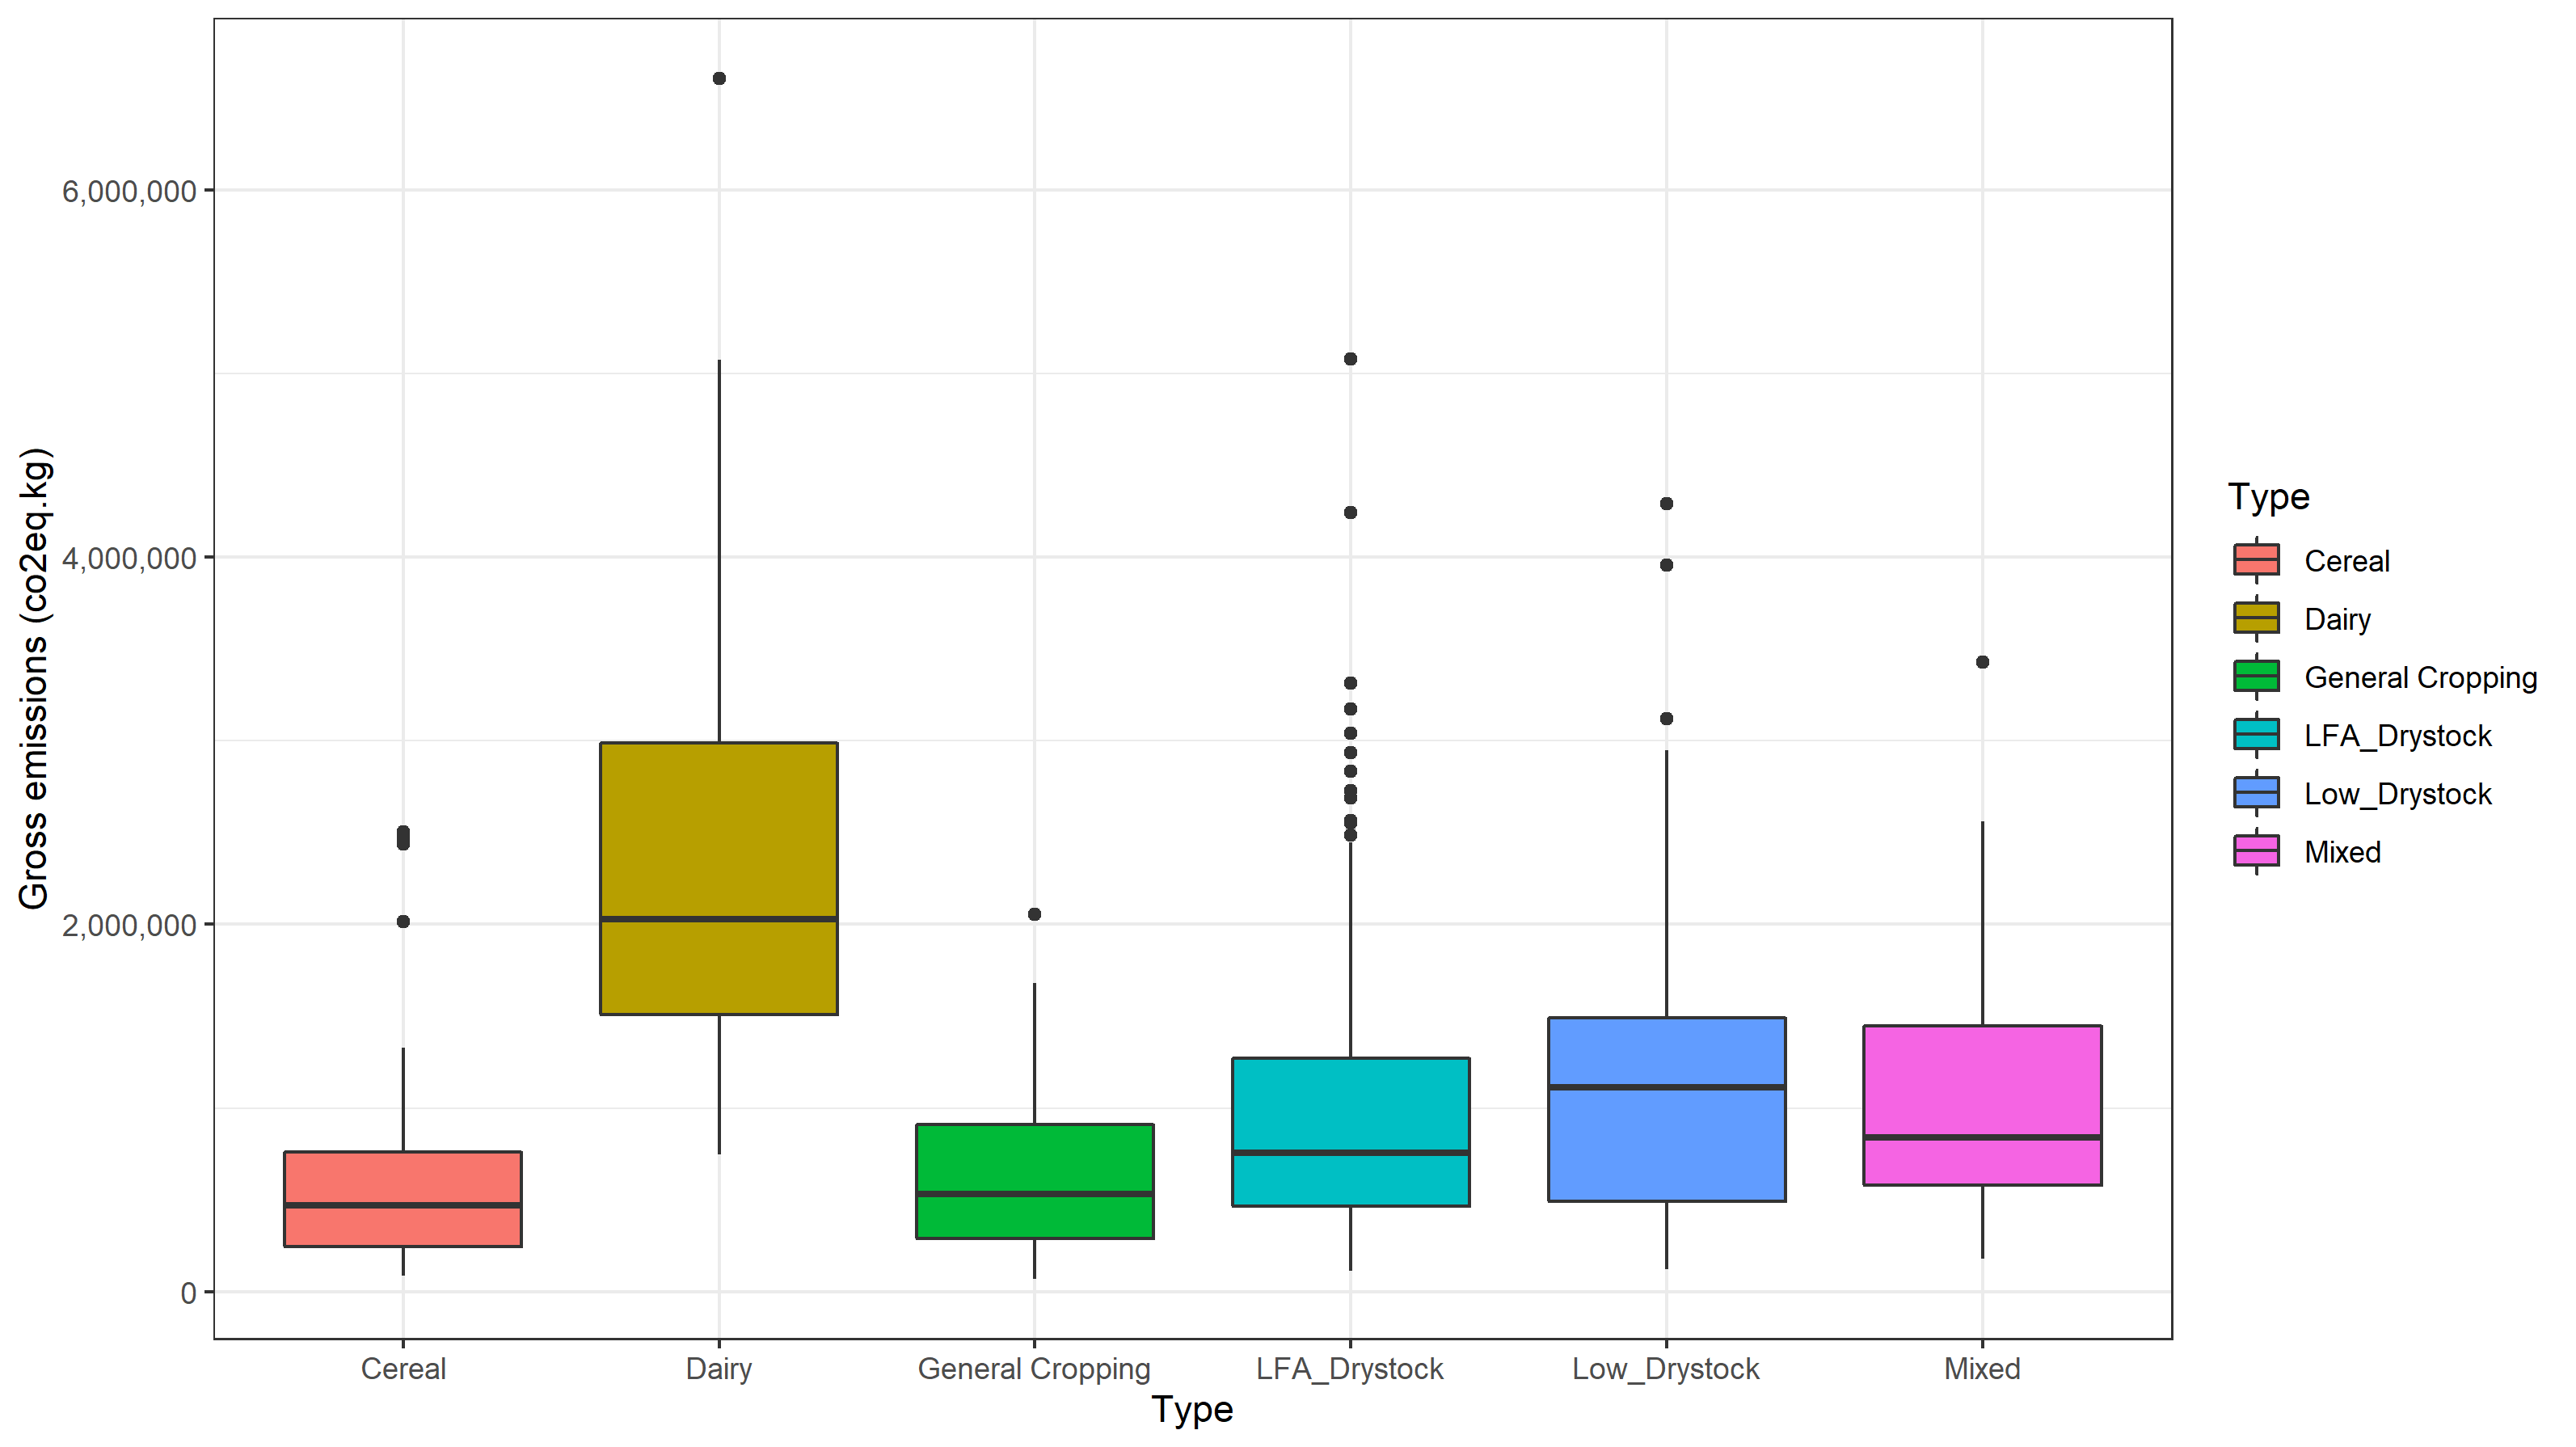 Gross emissions (co2eq.kg)
6,000,000
4,000,000
2,000,000
0
Cereal
Dairy
General Cropping
LFA_Drystock
Low_Drystock
Mixed
Type
Type
Cereal
Dairy
General Cropping
LFA_Drystock
Low_Drystock
Mixed